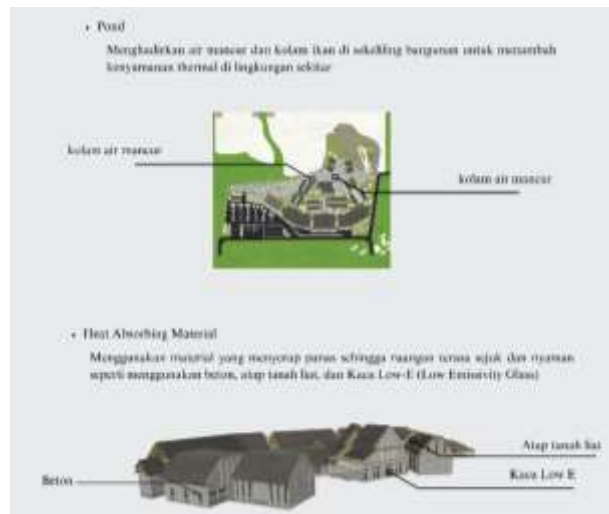 • Pond
Menghadirkan air mancur dan kolam ikan di sekeliling bangunan untuk menambah
kenyamanan thermal di lingkungan sekitar
kolam air mancur
kolam air mancur
• Heat Absorbing Material
Menggunakan material yang menyerap panas sehingga ruangan terasa sejuk dan nyaman
seperti menggunakan beton, atap tanah liat, dan Kaca Low-E (Low Emissivity Glass)
Atap tanah liat
Kaca Low E
Beton